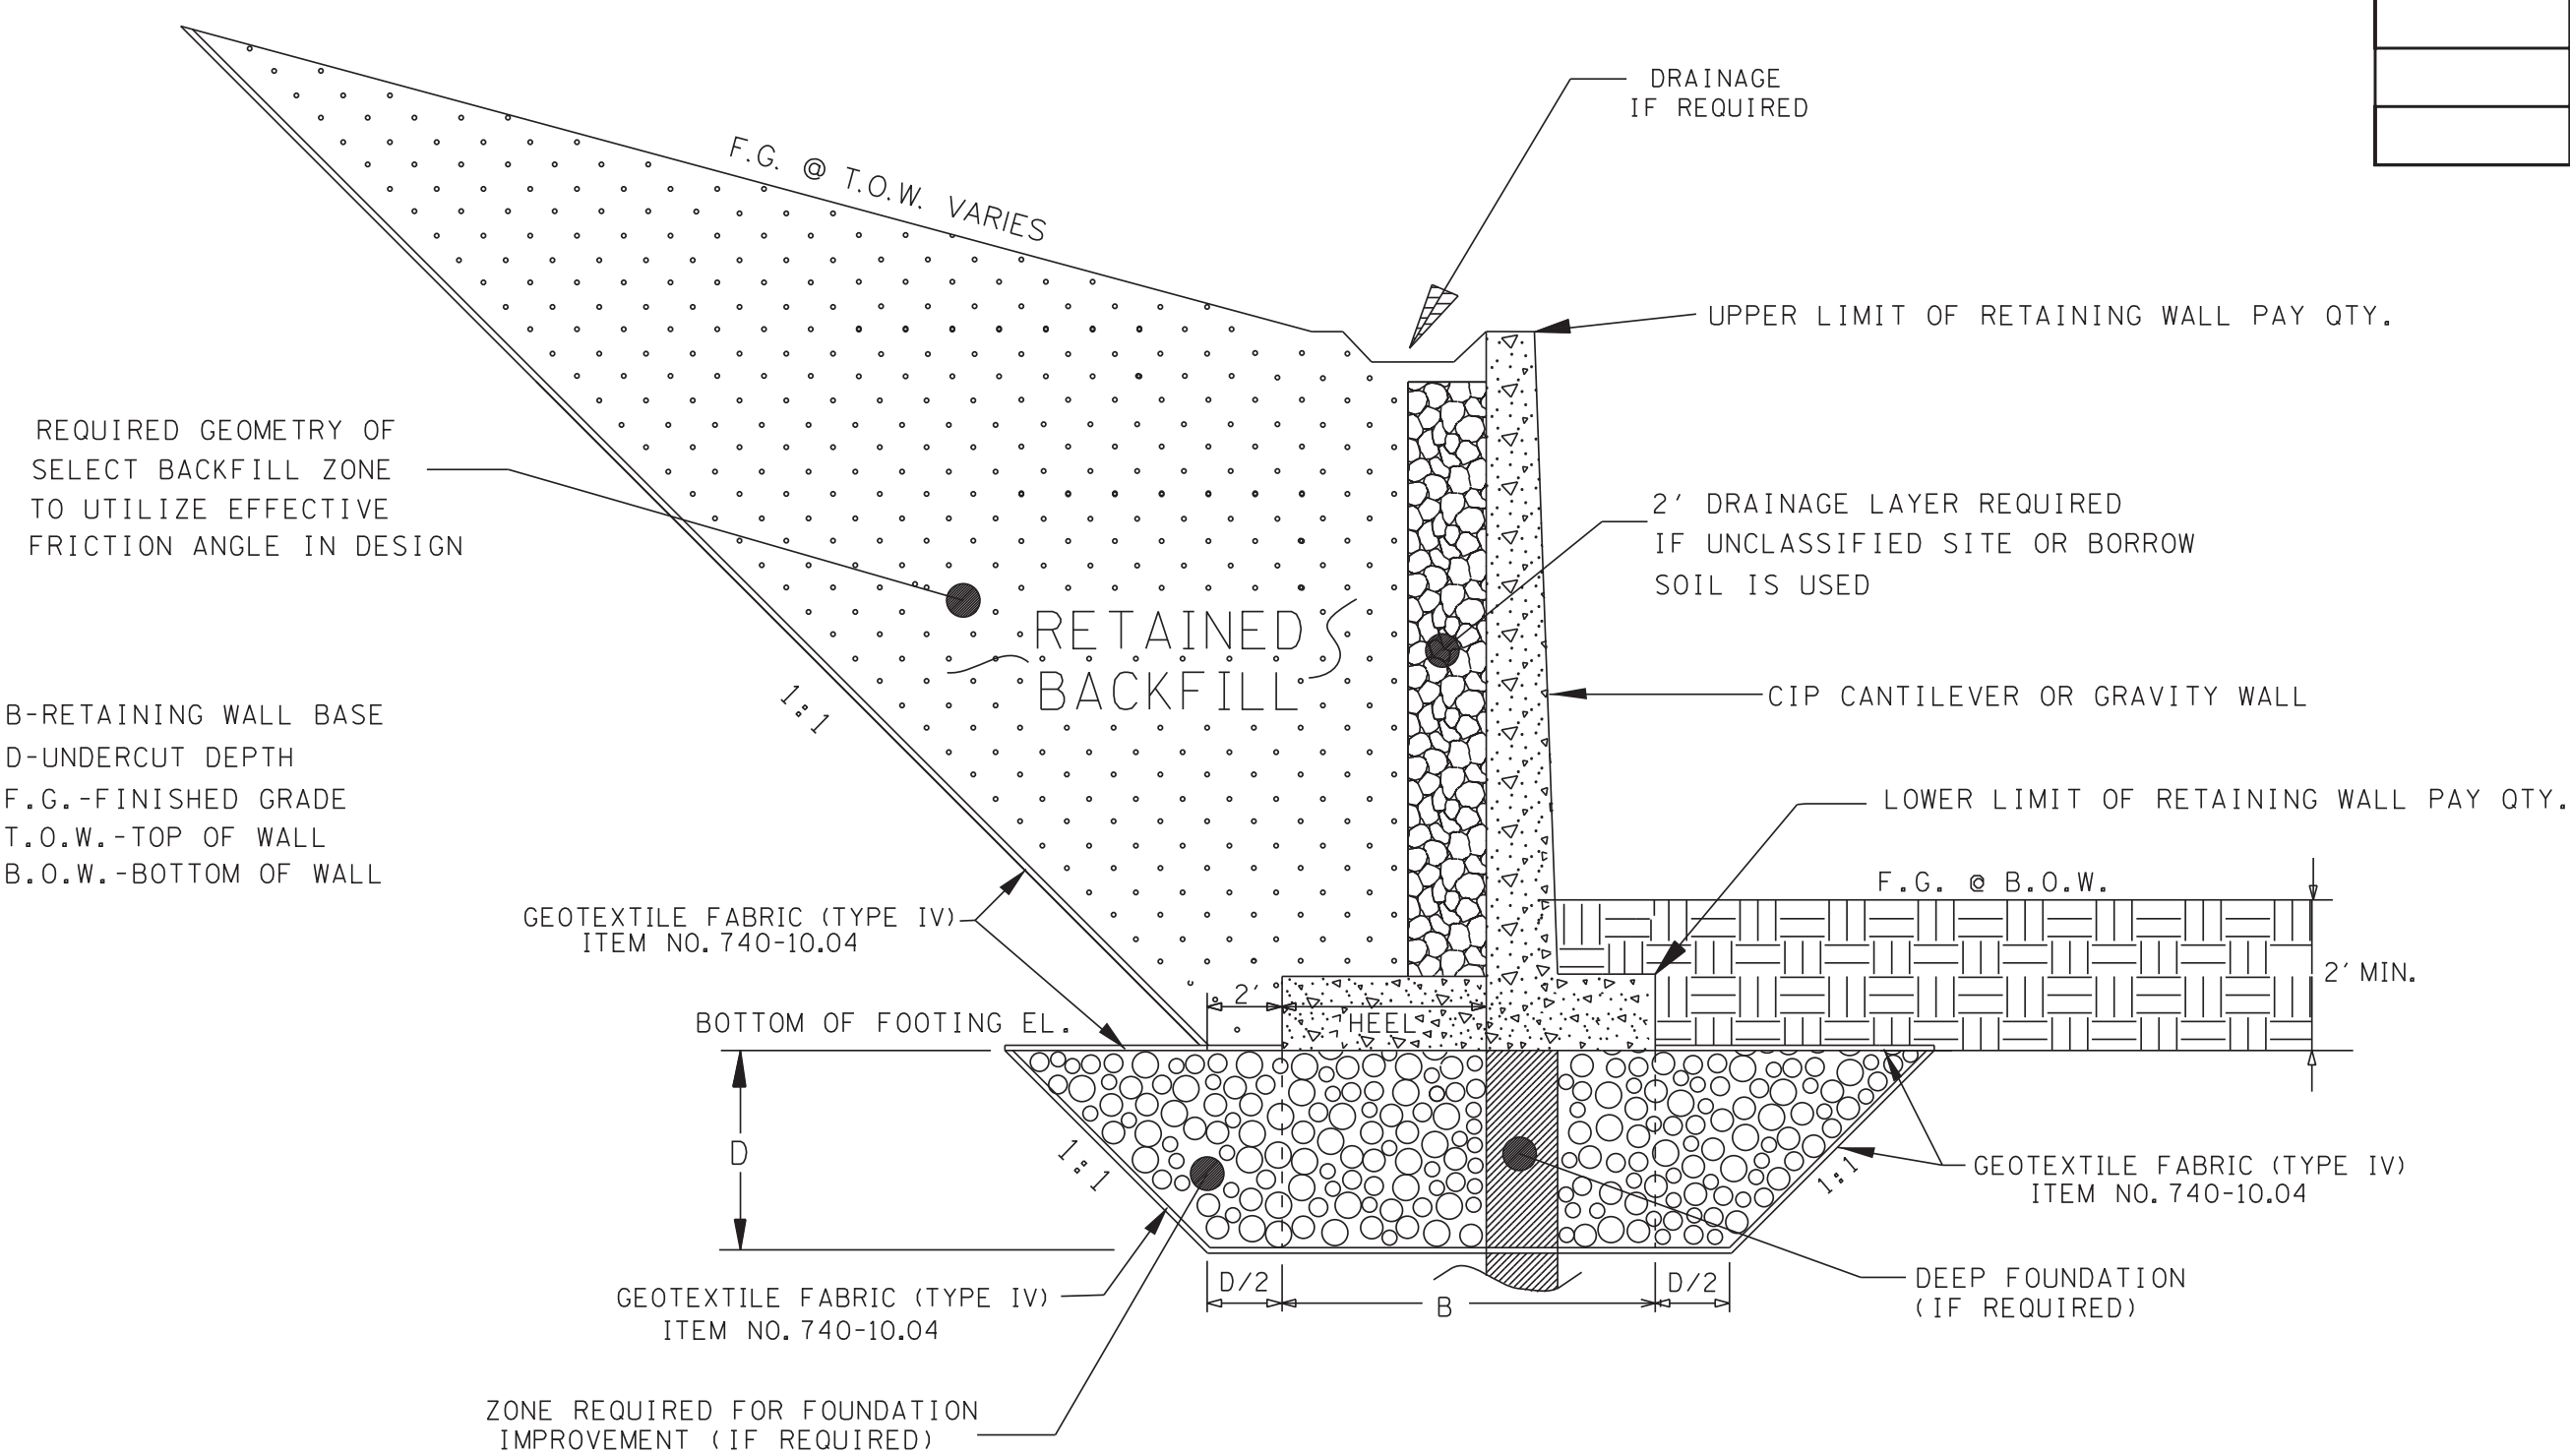 DRAINAGE
IF REQUIRED
F.G. @ T.O.W. VARIES
UPPER LIMIT OF RETAINING WALL PAY QTY.
REQUIRED GEOMETRY OF
SELECT BACKFILL ZONE
TO UTILIZE EFFECTIVE
FRICTION ANGLE IN DESIGN
2' DRAINAGE LAYER REQUIRED
IF UNCLASSIFIED SITE OR BORROW
SOIL IS USED
RETAINED
BACKFILL
1:1
CIP CANTILEVER OR GRAVITY WALL
B-RETAINING WALL BASE
D-UNDERCUT DEPTH
F.G.-FINISHED GRADE
T.O.W.-TOP OF WALL
B.O.W.-BOTTOM OF WALL
LOWER LIMIT OF RETAINING WALL PAY QTY.
F.G. @ B.O.W.
GEOTEXTILE FABRIC (TYPE IV)
ITEM NO. 740-10.04
2' MIN.
2'
HEEL
BOTTOM OF FOOTING EL.
D
1:1
1:1
GEOTEXTILE FABRIC (TYPE IV)
ITEM NO. 740-10.04
D/2
B
D/2
GEOTEXTILE FABRIC (TYPE IV)
ITEM NO. 740-10.04
DEEP FOUNDATION
(IF REQUIRED)
ZONE REQUIRED FOR FOUNDATION
IMPROVEMENT (IF REQUIRED)